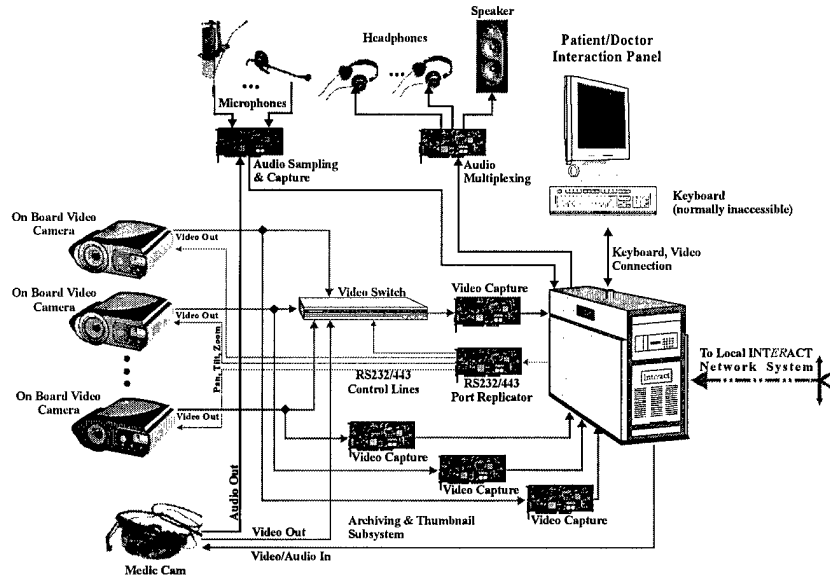 Speaker
Headphones
Patient/Doctor
Interaction Panel
Microphones
Audio Sampling
& Capture
Audio
Multiplexing
Keyboard
(normally inaccessible)
On Board Video
Camera
Video Out
Keyboard, Video
Connection
Video Switch
Video Capture
On Board Video
Camera
Video Out
Pan, Tilt, Zoom
RS232/443
Control Lines
RS232/443
Port Replicator
To Local INTERACT
Network System
Interact
On Board Video
Camera
Video Out
Video Capture
Video Capture
Video Capture
Audio Out
Video Out
Archiving & Thumbnail
Subsystem
Video/Audio In
Medic Cam